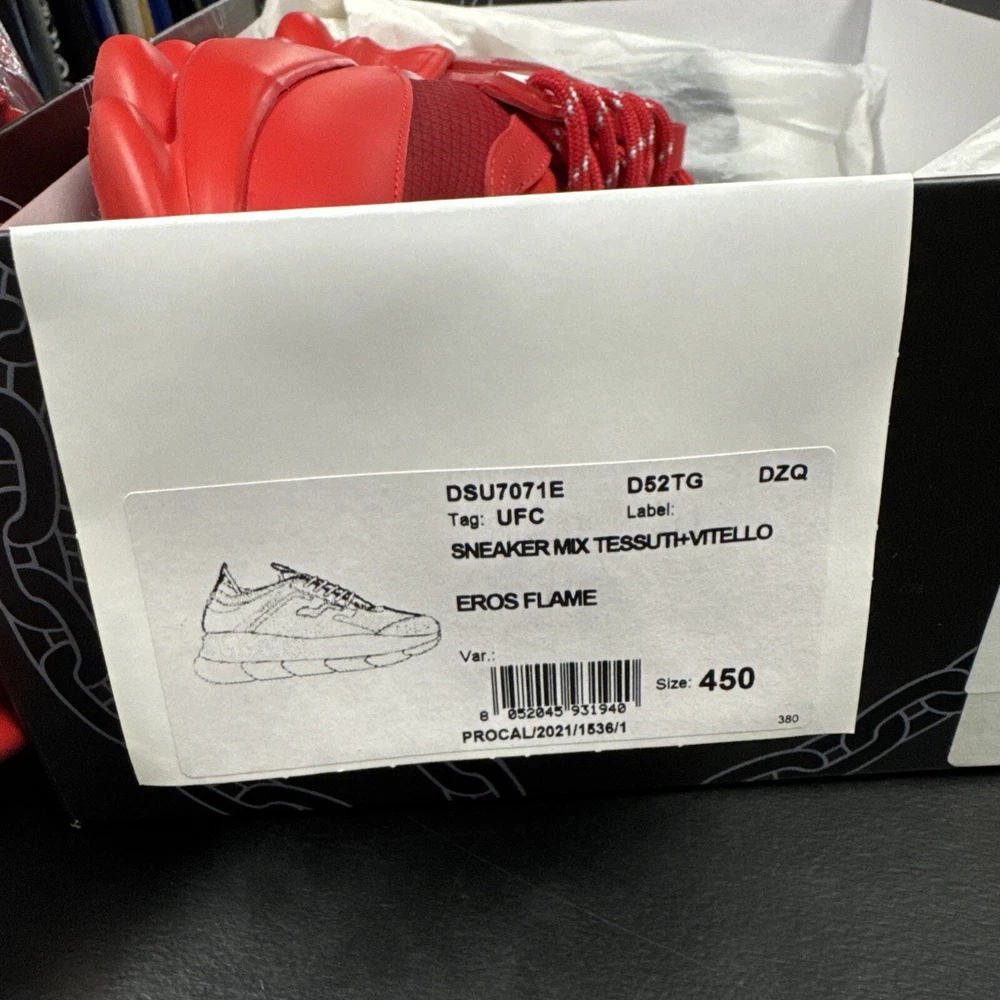 DSU7071E D52TG DZQ
Tag: UFC Label:
SNEAKER MIX TESSUTI+VITELLO
EROS FLAME
Var.:
Size: 450
8 052045 931940
PROCAL/2021/1536/1
380